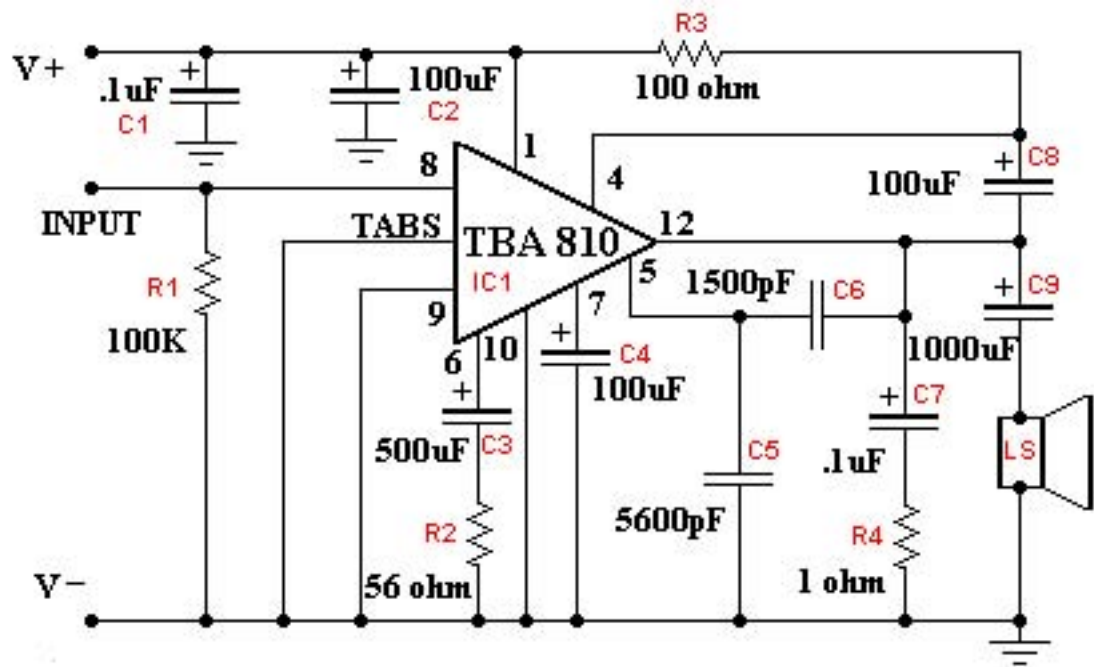 R3
V+
.1uF
C1
100uF
C2
100 ohm
1
8
4
C8
100uF
INPUT
TABS
TBA 810
12
IC1
5
1500pF
C6
C9
R1
9
7
100K
6
10
C4
100uF
1000uF
C7
500uF
C3
C5
.1uF
LS
5600pF
R2
R4
V-
56 ohm
1 ohm
+
+
+
+
+
+
+